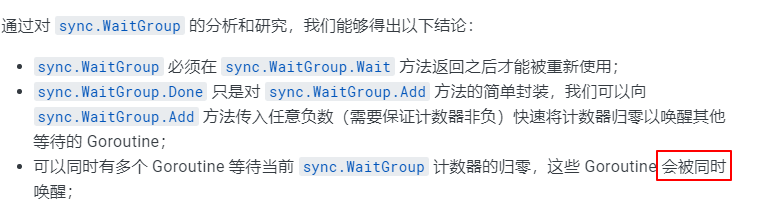 通过对 sync.WaitGroup 的分析和研究，我们能够得出以下结论：
• sync.WaitGroup 必须在 sync.WaitGroup.Wait 方法返回之后才能被重新使用；
• sync.WaitGroup.Done 只是对 sync.WaitGroup.Add 方法的简单封装，我们可以向
sync.WaitGroup.Add 方法传入任意负数（需要保证计数器非负）快速将计数器归零以唤醒其他
等待的 Goroutine；
• 可以同时有多个 Goroutine 等待当前 sync.WaitGroup 计数器的归零，这些 Goroutine 会被同时
唤醒；